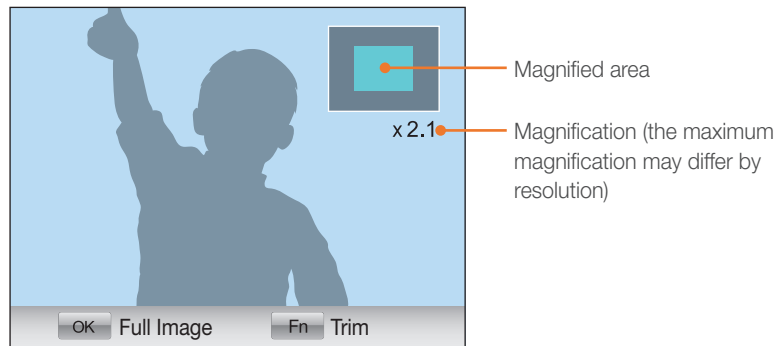 Magnified area
x 2.1
Magnification (the maximum
magnification may differ by
resolution)
OK Full Image Fn Trim